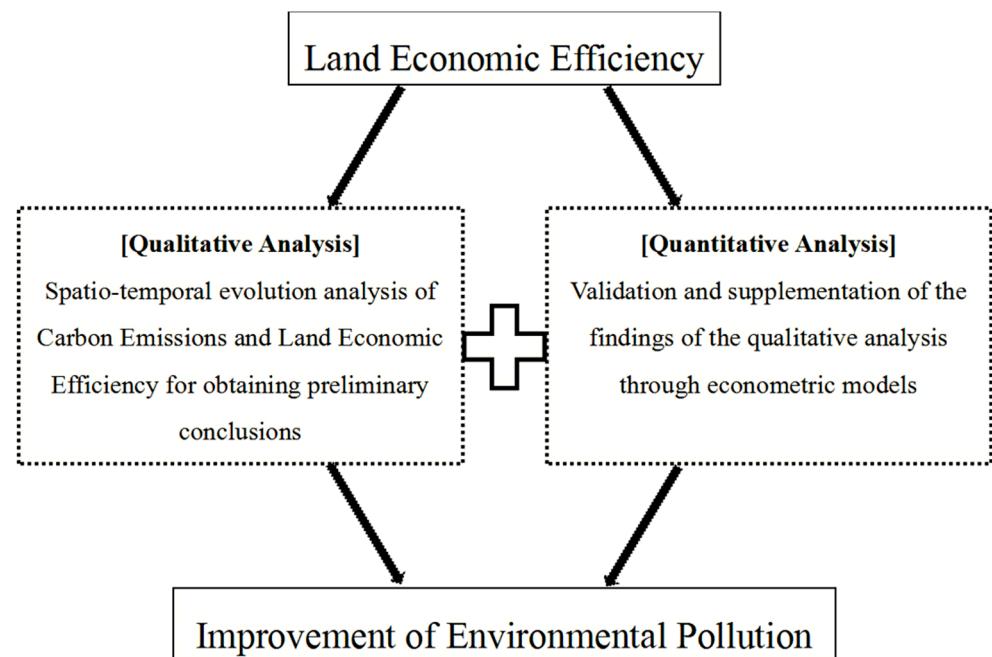 Land Economic Efficiency
[Qualitative Analysis]
Spatio-temporal evolution analysis of
Carbon Emissions and Land Economic
Efficiency for obtaining preliminary
conclusions
[Quantitative Analysis]
Validation and supplementation of the
findings of the qualitative analysis
through econometric models
Improvement of Environmental Pollution